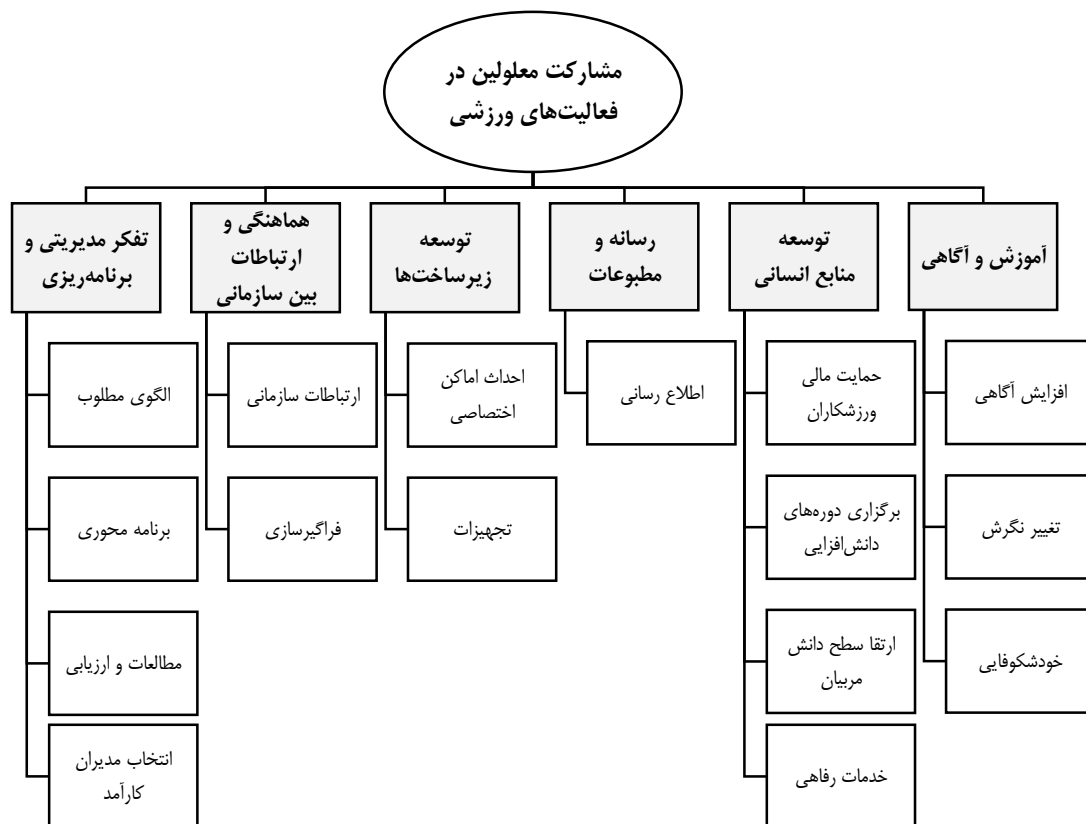 مشارکت معلولین در
فعالیت‌های ورزشی
آموزش و آگاهی
توسعه
منابع انسانی
رسانه و
مطبوعات
توسعه
زیرساخت‌ها
هماهنگی و
ارتباطات
بین سازمانی
تفکر مدیریتی و
برنامه‌ریزی
افزایش آگاهی
تغییر نگرش
خودشکوفایی
حمایت مالی
ورزشکاران
برگزاری دوره‌های
دانش‌افزایی
ارتقا سطح دانش
مربیان
خدمات رفاهی
اطلاع رسانی
احداث اماکن
اختصاصی
تجهیزات
ارتباطات سازمانی
فراگیرسازی
الگوی مطلوب
برنامه محوری
مطالعات و ارزیابی
انتخاب مدیران
کارآمد